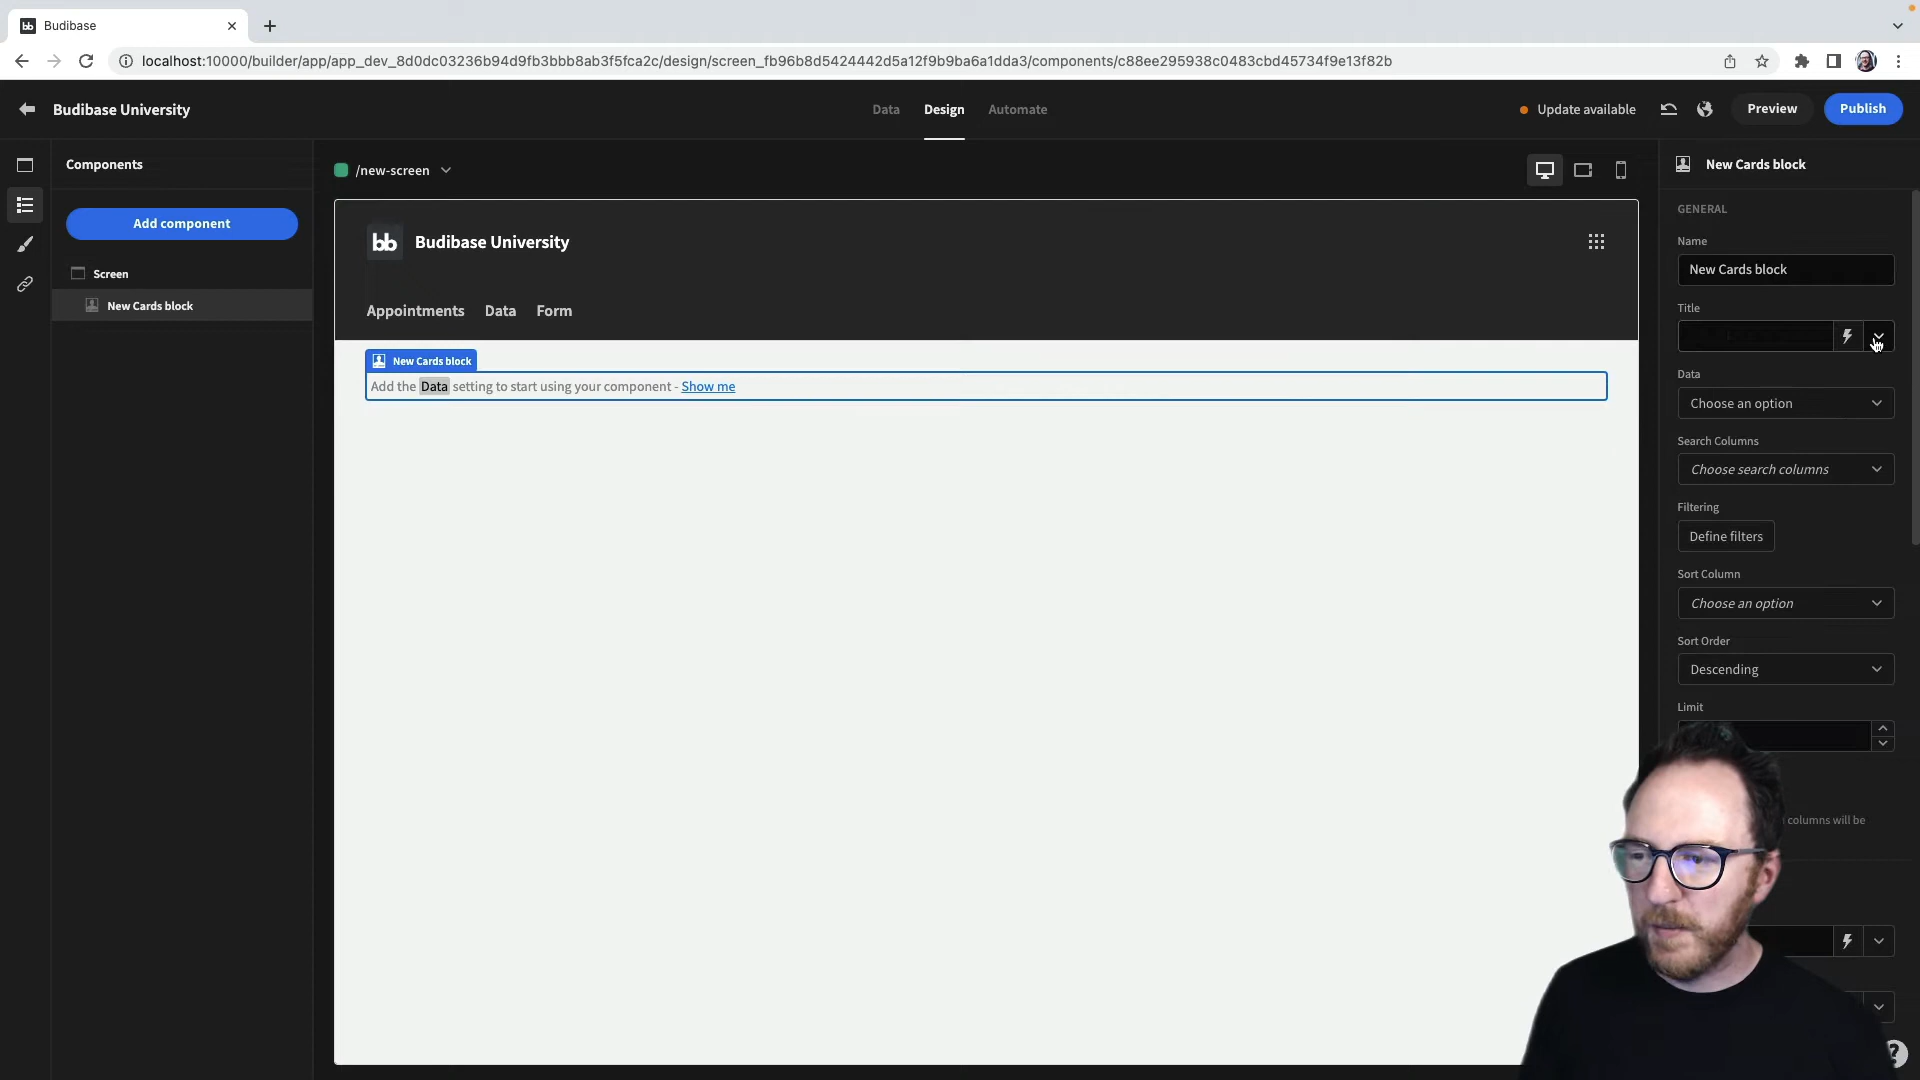 bb Budibase
localhost:10000/builder/app/app_dev_8d0dc03236b94d9fb3bbb8ab3f5fca2c/design/screen_fb96b8d5424442d5a12f9b9ba6a1dda3/components/c88ee295938c0483cbd45734f9e13f82b
Budibase University
Data Design Automate
Update available
Preview
Publish
Components
Add component
Screen
New Cards block
/new-screen
bb Budibase University
Appointments Data Form
New Cards block
Add the Data setting to start using your component - Show me
New Cards block
GENERAL
Name
New Cards block
Title
Data
Choose an option
Search Columns
Choose search columns
Filtering
Define filters
Sort Column
Choose an option
Sort Order
Descending
Limit
columns will be
?